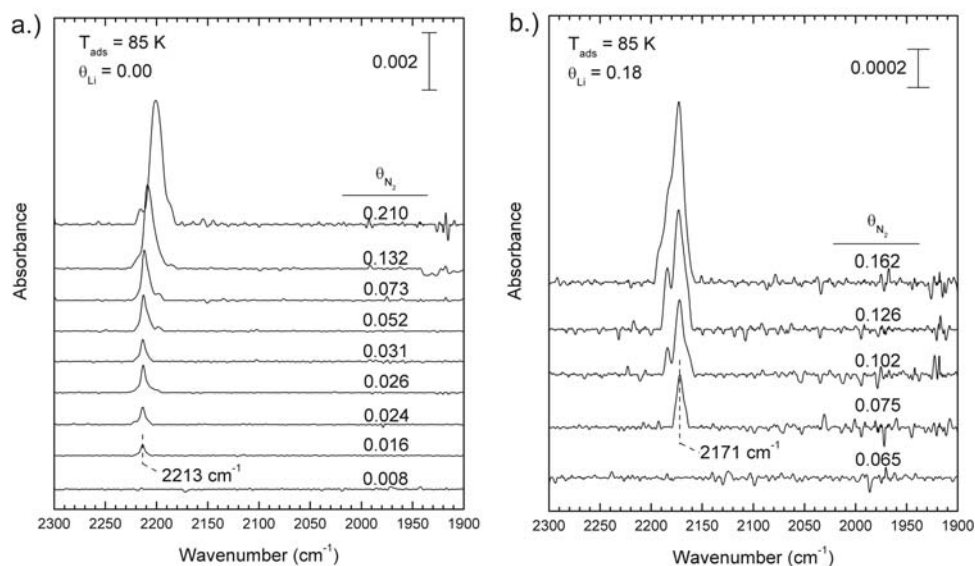 a.)
T_ads = 85 K
θ_Li = 0.00
0.002
θ_N₂
0.210
0.132
0.073
0.052
0.031
0.026
0.024
0.016
2213 cm⁻¹
0.008
Absorbance
2300 2250 2200 2150 2100 2050 2000 1950 1900
Wavenumber (cm⁻¹)
b.)
T_ads = 85 K
θ_Li = 0.18
0.0002
θ_N₂
0.162
0.126
0.102
0.075
2171 cm⁻¹
0.065
Absorbance
2300 2250 2200 2150 2100 2050 2000 1950 1900
Wavenumber (cm⁻¹)